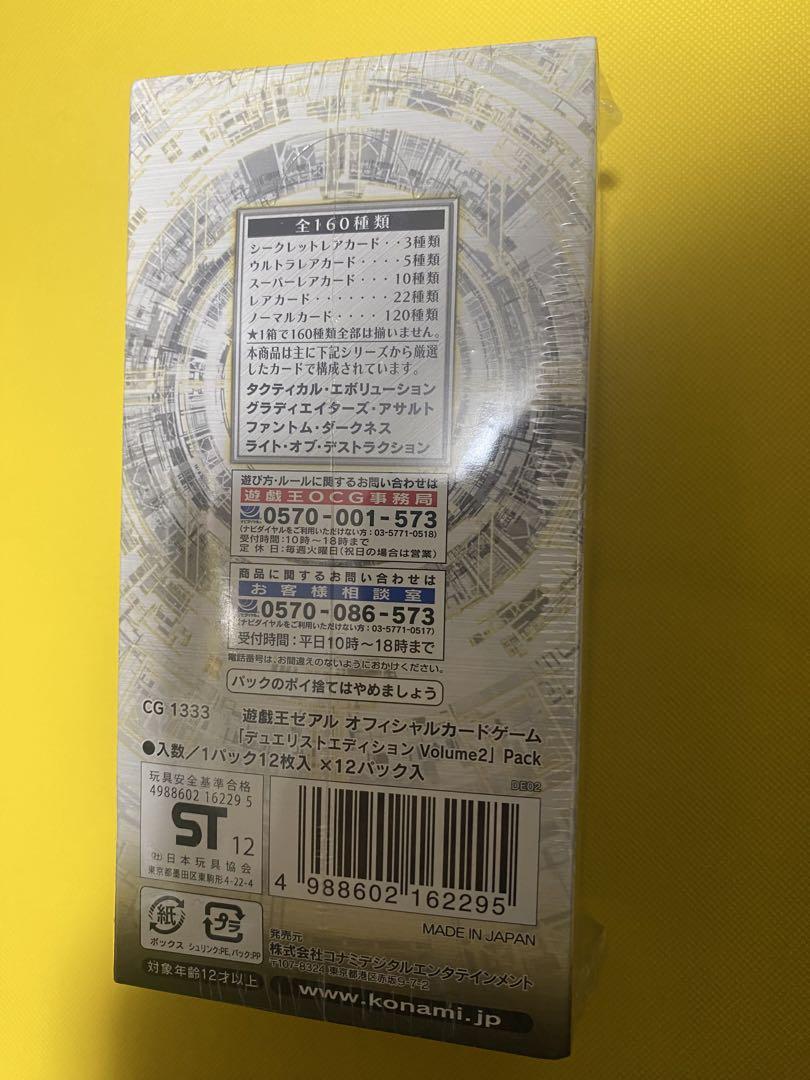 全160種類
シークレットレアカード・・3種類
ウルトラレアカード・・・・5種類
スーパーレアカード・・・10種類
レアカード・・・・・・・22種類
ノーマルカード・・・・120種類
★1箱で160種類全部は揃いません。
本商品は主に下記シリーズから厳選
したカードで構成されています。
タクティカル・エボリューション
グラディエイターズ・アサルト
ファントム・ダークネス
ライト・オブ・デストラクション
遊び方・ルールに関するお問い合わせは
遊戯王OCG事務局
ナビダイヤル® 0570-001-573
(ナビダイヤルをご利用いただけない方：03-5771-0518)
受付時間：10時～18時まで
定休日：毎週火曜日(祝日の場合は営業)
商品に関するお問い合わせは
お客様相談室
ナビダイヤル® 0570-086-573
(ナビダイヤルをご利用いただけない方：03-5771-0517)
受付時間：平日10時～18時まで
電話番号は、お間違えのないようにおかけください。
パックのポイ捨てはやめましょう
CG 1333 遊戯王ゼアル オフィシャルカードゲーム
「デュエリストエディション Volume2」Pack
●入数／1パック12枚入 ×12パック入
DE02
玩具安全基準合格
4988602 16229 5
ST 12
(社)日本玩具協会
東京都墨田区東駒形4-22-4
4 988602 162295
MADE IN JAPAN
紙 プラ
ボックス シュリンク:PE,パック:PP
発売元
株式会社コナミデジタルエンタテインメント
〒107-8324 東京都港区赤坂9-7-2
対象年齢12才以上
www.konami.jp